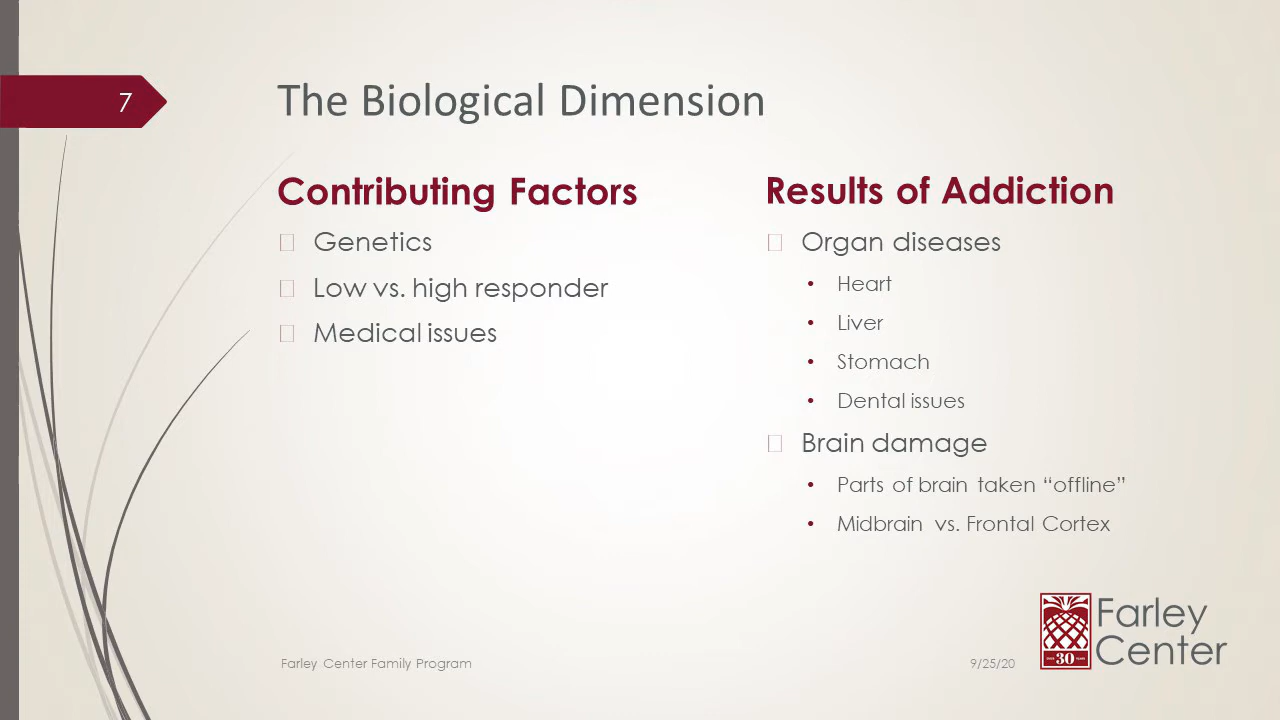 7
The Biological Dimension
Contributing Factors
Genetics
Low vs. high responder
Medical issues
Results of Addiction
Organ diseases
• Heart
• Liver
• Stomach
• Dental issues
Brain damage
• Parts of brain taken “offline”
• Midbrain vs. Frontal Cortex
Farley Center Family Program
9/25/20
30
Farley
Center